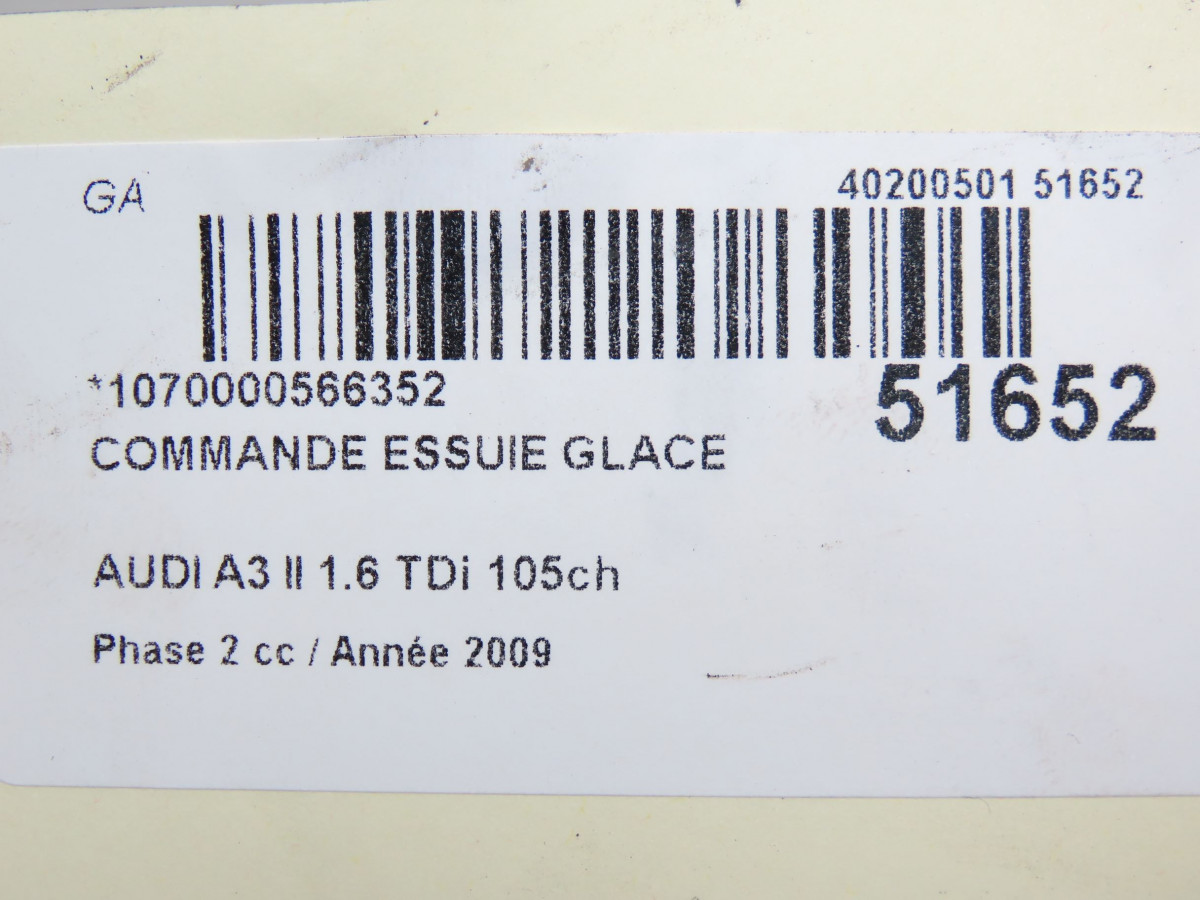 GA
40200501 51652
*1070000566352
51652
COMMANDE ESSUIE GLACE
AUDI A3 II 1.6 TDi 105ch
Phase 2 cc / Année 2009